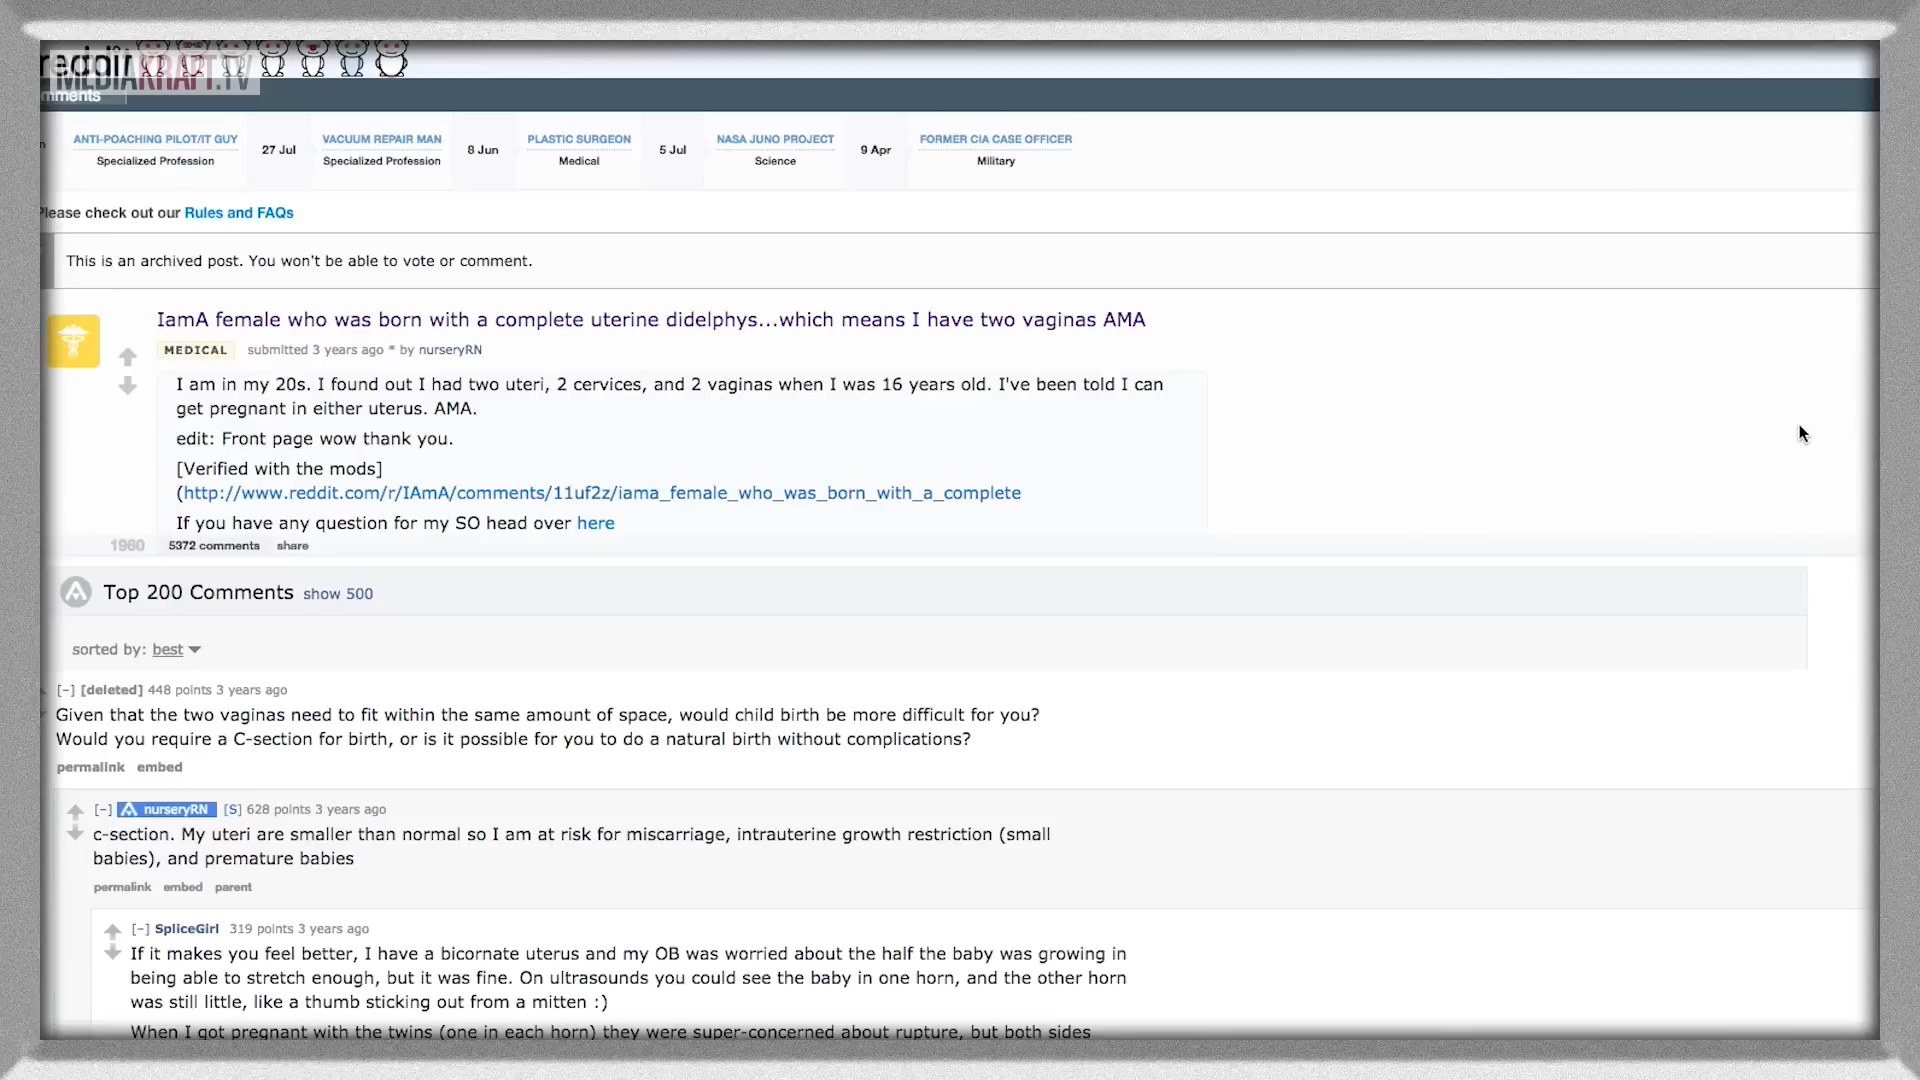 reddit
MEDIAKRAFT.TV
mments
ANTI-POACHING PILOT/IT GUY
Specialized Profession
27 Jul
VACUUM REPAIR MAN
Specialized Profession
8 Jun
PLASTIC SURGEON
Medical
5 Jul
NASA JUNO PROJECT
Science
9 Apr
FORMER CIA CASE OFFICER
Military
Please check out our Rules and FAQs
This is an archived post. You won't be able to vote or comment.
IamA female who was born with a complete uterine didelphys...which means I have two vaginas AMA
MEDICAL submitted 3 years ago * by nurseryRN
I am in my 20s. I found out I had two uteri, 2 cervices, and 2 vaginas when I was 16 years old. I've been told I can
get pregnant in either uterus. AMA.
edit: Front page wow thank you.
[Verified with the mods]
(http://www.reddit.com/r/IAmA/comments/11uf2z/iama_female_who_was_born_with_a_complete
If you have any question for my SO head over here
1960 5372 comments share
Top 200 Comments show 500
sorted by: best
[-] [deleted] 448 points 3 years ago
Given that the two vaginas need to fit within the same amount of space, would child birth be more difficult for you?
Would you require a C-section for birth, or is it possible for you to do a natural birth without complications?
permalink embed
[-] nurseryRN [S] 628 points 3 years ago
c-section. My uteri are smaller than normal so I am at risk for miscarriage, intrauterine growth restriction (small
babies), and premature babies
permalink embed parent
[-] SpliceGirl 319 points 3 years ago
If it makes you feel better, I have a bicornate uterus and my OB was worried about the half the baby was growing in
being able to stretch enough, but it was fine. On ultrasounds you could see the baby in one horn, and the other horn
was still little, like a thumb sticking out from a mitten :)
When I got pregnant with the twins (one in each horn) they were super-concerned about rupture, but both sides